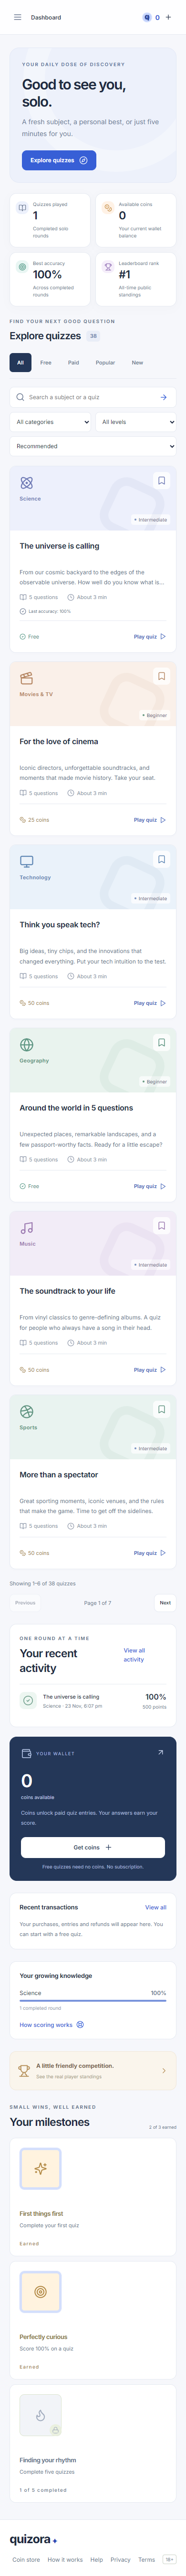 Dashboard
0
YOUR DAILY DOSE OF DISCOVERY
Good to see you,
solo.
A fresh subject, a personal best, or just five
minutes for you.
Explore quizzes
Quizzes played
1
Completed solo
rounds
Available coins
0
Your current wallet
balance
Best accuracy
100%
Across completed
rounds
Leaderboard rank
#1
All-time public
standings
FIND YOUR NEXT GOOD QUESTION
Explore quizzes 38
All Free Paid Popular New
Search a subject or a quiz
All categories All levels
Recommended
Science
Intermediate
The universe is calling
From our cosmic backyard to the edges of the
observable universe. How well do you know what is...
5 questions About 3 min
Last accuracy: 100%
Free Play quiz
Movies & TV
Beginner
For the love of cinema
Iconic directors, unforgettable soundtracks, and
moments that made movie history. Take your seat.
5 questions About 3 min
25 coins Play quiz
Technology
Intermediate
Think you speak tech?
Big ideas, tiny chips, and the innovations that
changed everything. Put your tech intuition to the test.
5 questions About 3 min
50 coins Play quiz
Geography
Beginner
Around the world in 5 questions
Unexpected places, remarkable landscapes, and a
few passport-worthy facts. Ready for a little escape?
5 questions About 3 min
Free Play quiz
Music
Intermediate
The soundtrack to your life
From vinyl classics to genre-defining albums. A quiz
for people who always have a song in their head.
5 questions About 3 min
50 coins Play quiz
Sports
Intermediate
More than a spectator
Great sporting moments, iconic venues, and the rules
that make the game. Time to get off the sidelines.
5 questions About 3 min
50 coins Play quiz
Showing 1–6 of 38 quizzes
Previous Page 1 of 7 Next
ONE ROUND AT A TIME
Your recent
activity
View all
activity
The universe is calling
Science · 23 Nov, 6:07 pm
100%
500 points
YOUR WALLET
0
coins available
Coins unlock paid quiz entries. Your answers earn your
score.
Get coins
Free quizzes need no coins. No subscription.
Recent transactions View all
Your purchases, entries and refunds will appear here. You
can start with a free quiz.
Your growing knowledge
Science 100%
1 completed round
How scoring works
A little friendly competition.
See the real player standings
SMALL WINS, WELL EARNED
Your milestones
2 of 3 earned
First things first
Complete your first quiz
Earned
Perfectly curious
Score 100% on a quiz
Earned
Finding your rhythm
Complete five quizzes
1 of 5 completed
quizora
Coin store How it works Help Privacy Terms 18+